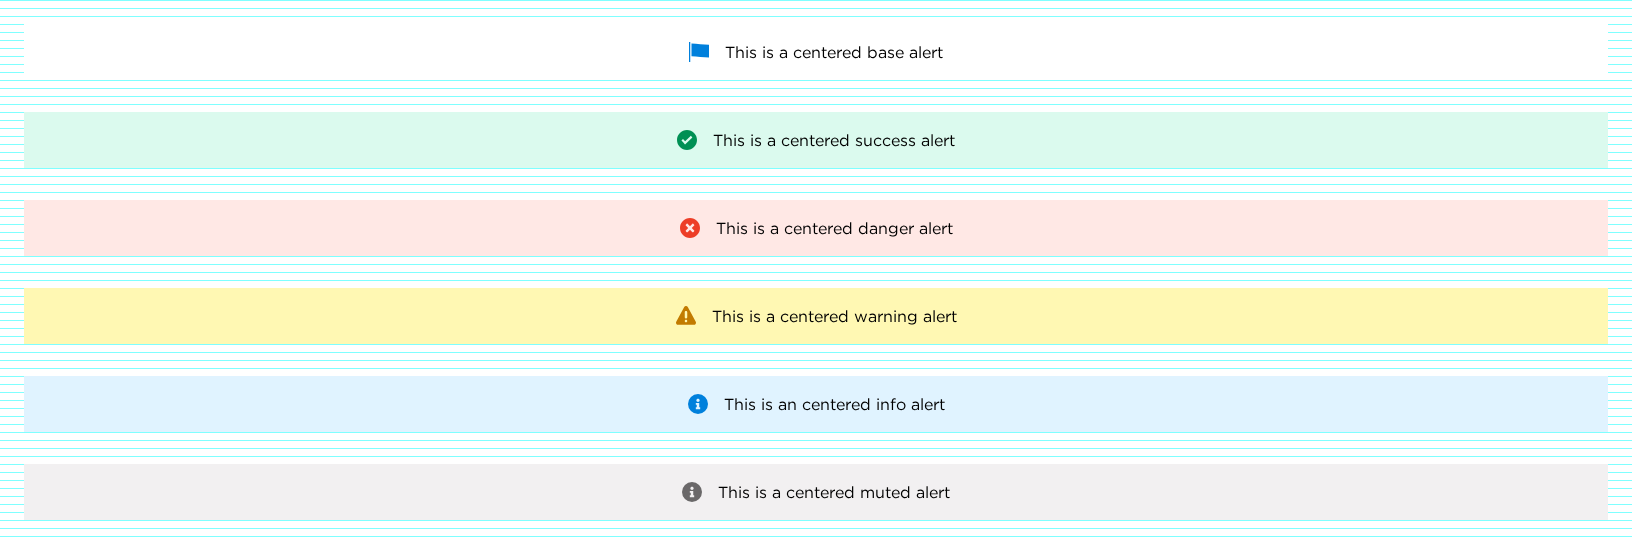 This is a centered base alert
This is a centered success alert
This is a centered danger alert
This is a centered warning alert
This is an centered info alert
This is a centered muted alert